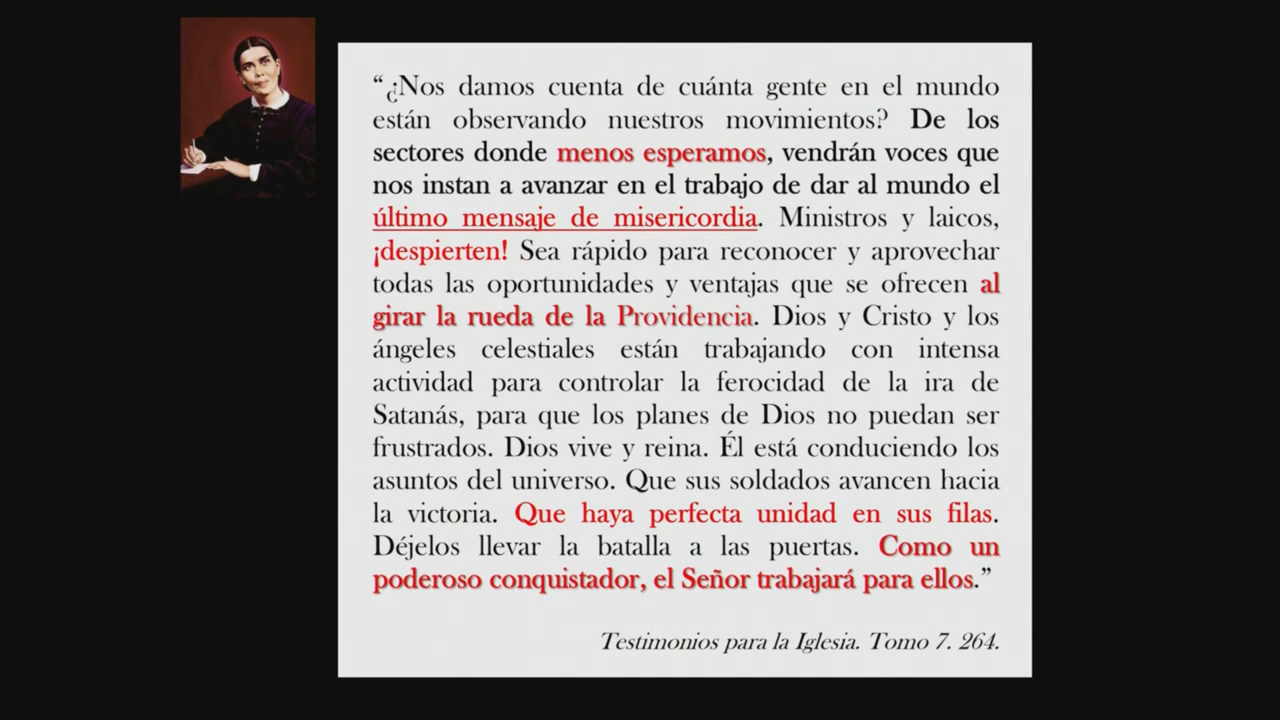 “¿Nos damos cuenta de cuánta gente en el mundo
están observando nuestros movimientos? De los
sectores donde menos esperamos, vendrán voces que
nos instan a avanzar en el trabajo de dar al mundo el
último mensaje de misericordia. Ministros y laicos,
¡despierten! Sea rápido para reconocer y aprovechar
todas las oportunidades y ventajas que se ofrecen al
girar la rueda de la Providencia. Dios y Cristo y los
ángeles celestiales están trabajando con intensa
actividad para controlar la ferocidad de la ira de
Satanás, para que los planes de Dios no puedan ser
frustrados. Dios vive y reina. Él está conduciendo los
asuntos del universo. Que sus soldados avancen hacia
la victoria. Que haya perfecta unidad en sus filas.
Déjelos llevar la batalla a las puertas. Como un
poderoso conquistador, el Señor trabajará para ellos.”
Testimonios para la Iglesia. Tomo 7. 264.